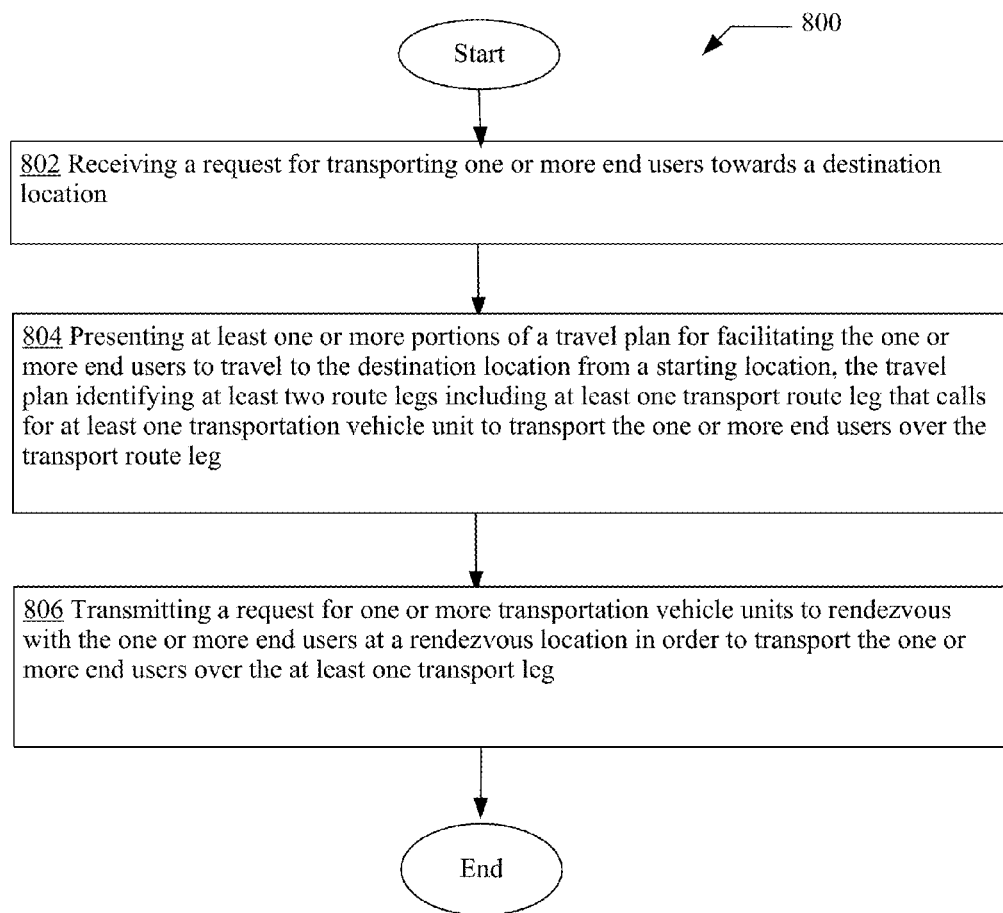 800
Start
802 Receiving a request for transporting one or more end users towards a destination
location
804 Presenting at least one or more portions of a travel plan for facilitating the one or
more end users to travel to the destination location from a starting location, the travel
plan identifying at least two route legs including at least one transport route leg that calls
for at least one transportation vehicle unit to transport the one or more end users over the
transport route leg
806 Transmitting a request for one or more transportation vehicle units to rendezvous
with the one or more end users at a rendezvous location in order to transport the one or
more end users over the at least one transport leg
End